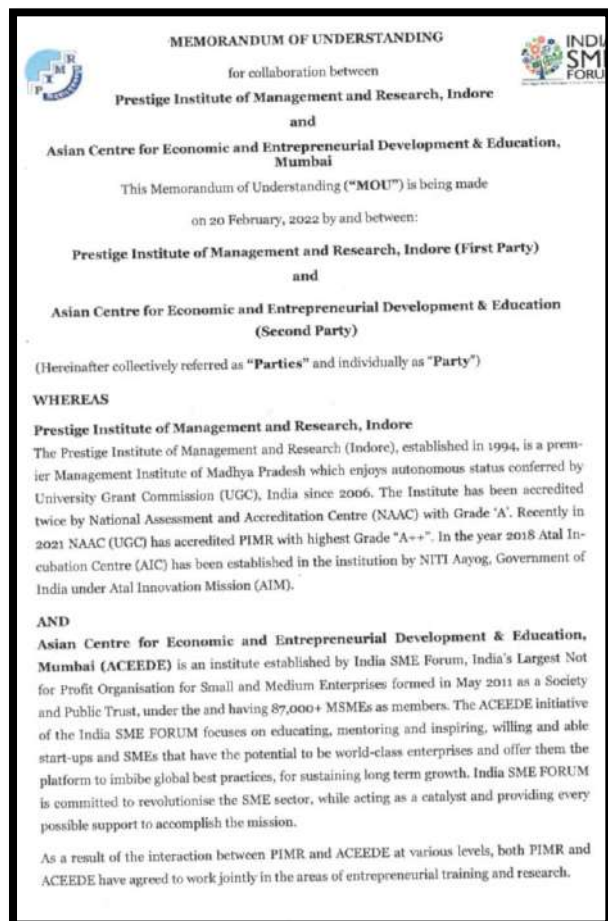 MEMORANDUM OF UNDERSTANDING
PIMR
INDIA
SME
FORUM
for collaboration between
Prestige Institute of Management and Research, Indore
and
Asian Centre for Economic and Entrepreneurial Development & Education,
Mumbai
This Memorandum of Understanding ("MOU") is being made
on 20 February, 2022 by and between:
Prestige Institute of Management and Research, Indore (First Party)
and
Asian Centre for Economic and Entrepreneurial Development & Education
(Second Party)
(Hereinafter collectively referred as "Parties" and individually as "Party")
WHEREAS
Prestige Institute of Management and Research, Indore
The Prestige Institute of Management and Research (Indore), established in 1994, is a prem-
ier Management Institute of Madhya Pradesh which enjoys autonomous status conferred by
University Grant Commission (UGC), India since 2006. The Institute has been accredited
twice by National Assessment and Accreditation Centre (NAAC) with Grade 'A'. Recently in
2021 NAAC (UGC) has accredited PIMR with highest Grade "A++". In the year 2018 Atal In-
cubation Centre (AIC) has been established in the institution by NITI Aayog, Government of
India under Atal Innovation Mission (AIM).
AND
Asian Centre for Economic and Entrepreneurial Development & Education,
Mumbai (ACEEDE) is an institute established by India SME Forum, India's Largest Not
for Profit Organisation for Small and Medium Enterprises formed in May 2011 as a Society
and Public Trust, under the and having 87,000+ MSMEs as members. The ACEEDE initiative
of the India SME FORUM focuses on educating, mentoring and inspiring, willing and able
start-ups and SMEs that have the potential to be world-class enterprises and offer them the
platform to imbibe global best practices, for sustaining long term growth. India SME FORUM
is committed to revolutionise the SME sector, while acting as a catalyst and providing every
possible support to accomplish the mission.
As a result of the interaction between PIMR and ACEEDE at various levels, both PIMR and
ACEEDE have agreed to work jointly in the areas of entrepreneurial training and research.